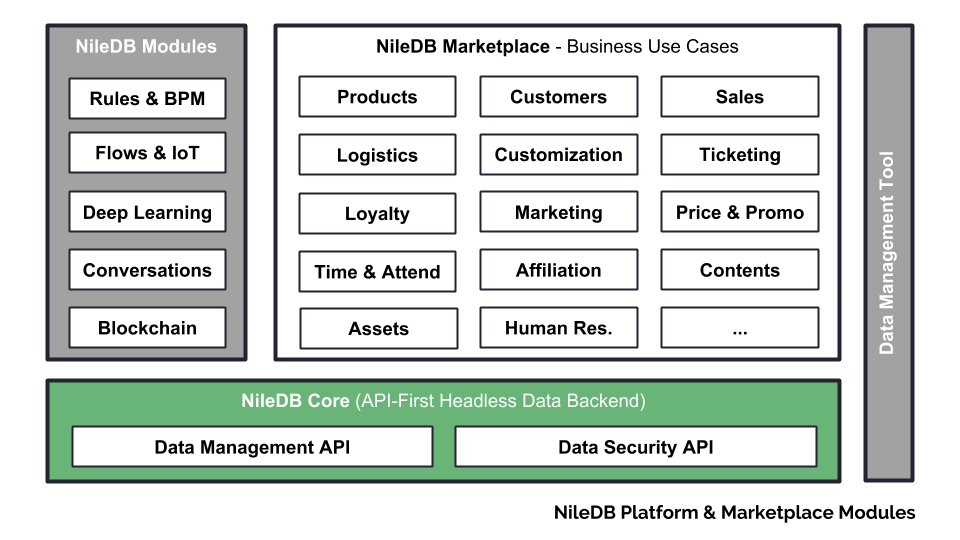 NileDB Modules
Rules & BPM
Flows & IoT
Deep Learning
Conversations
Blockchain
NileDB Marketplace - Business Use Cases
Products
Customers
Sales
Logistics
Customization
Ticketing
Loyalty
Marketing
Price & Promo
Time & Attend
Affiliation
Contents
Assets
Human Res.
...
Data Management Tool
NileDB Core (API-First Headless Data Backend)
Data Management API
Data Security API
NileDB Platform & Marketplace Modules